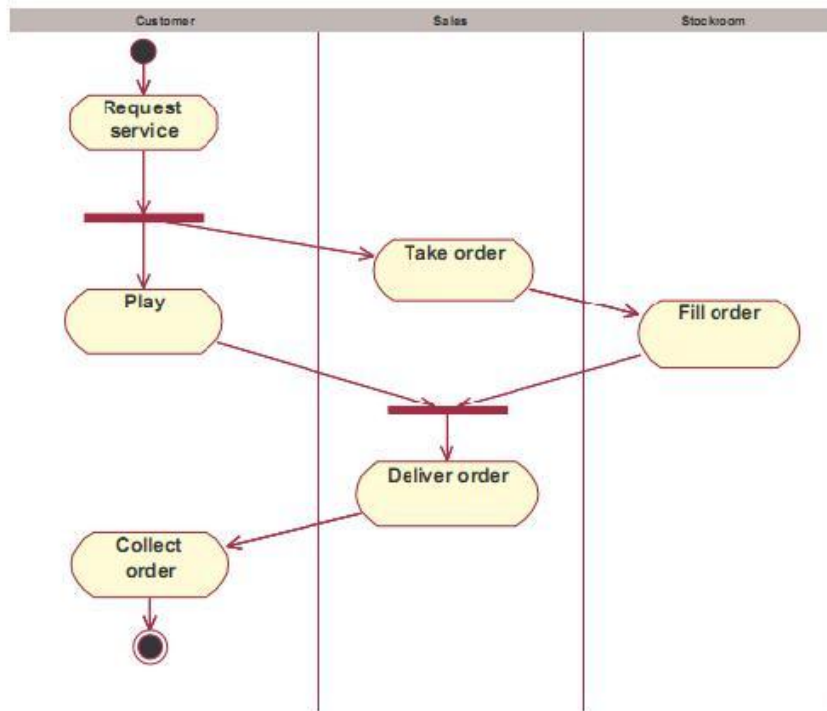 Customer
Sales
Stockroom
Request
service
Take order
Play
Fill order
Deliver order
Collect
order